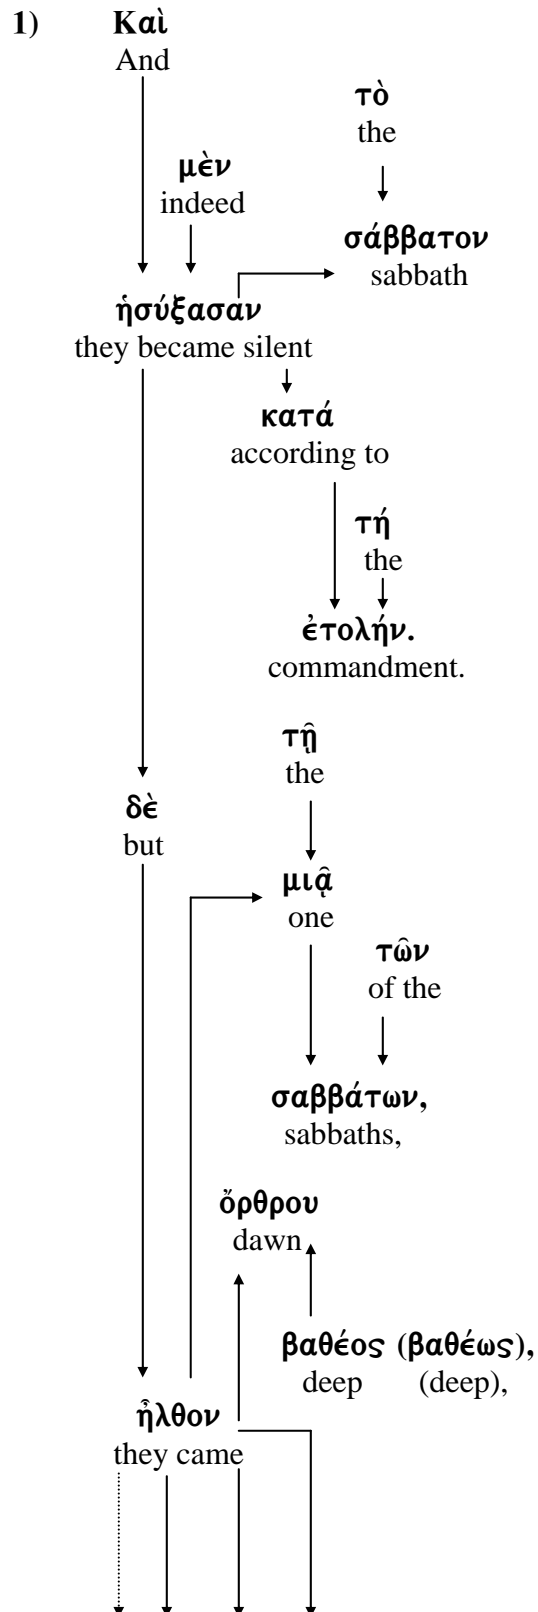 1) Καὶ
And
τὸ
the
μὲν
indeed
σάββατον
sabbath
ἡσύξασαν
they became silent
κατά
according to
τή
the
ἐτολήν.
commandment.
τῇ
the
δὲ
but
μιᾷ
one
τῶν
of the
σαββάτων,
sabbaths,
ὄρθρου
dawn
βαθέος (βαθέως),
deep (deep),
ἦλθον
they came